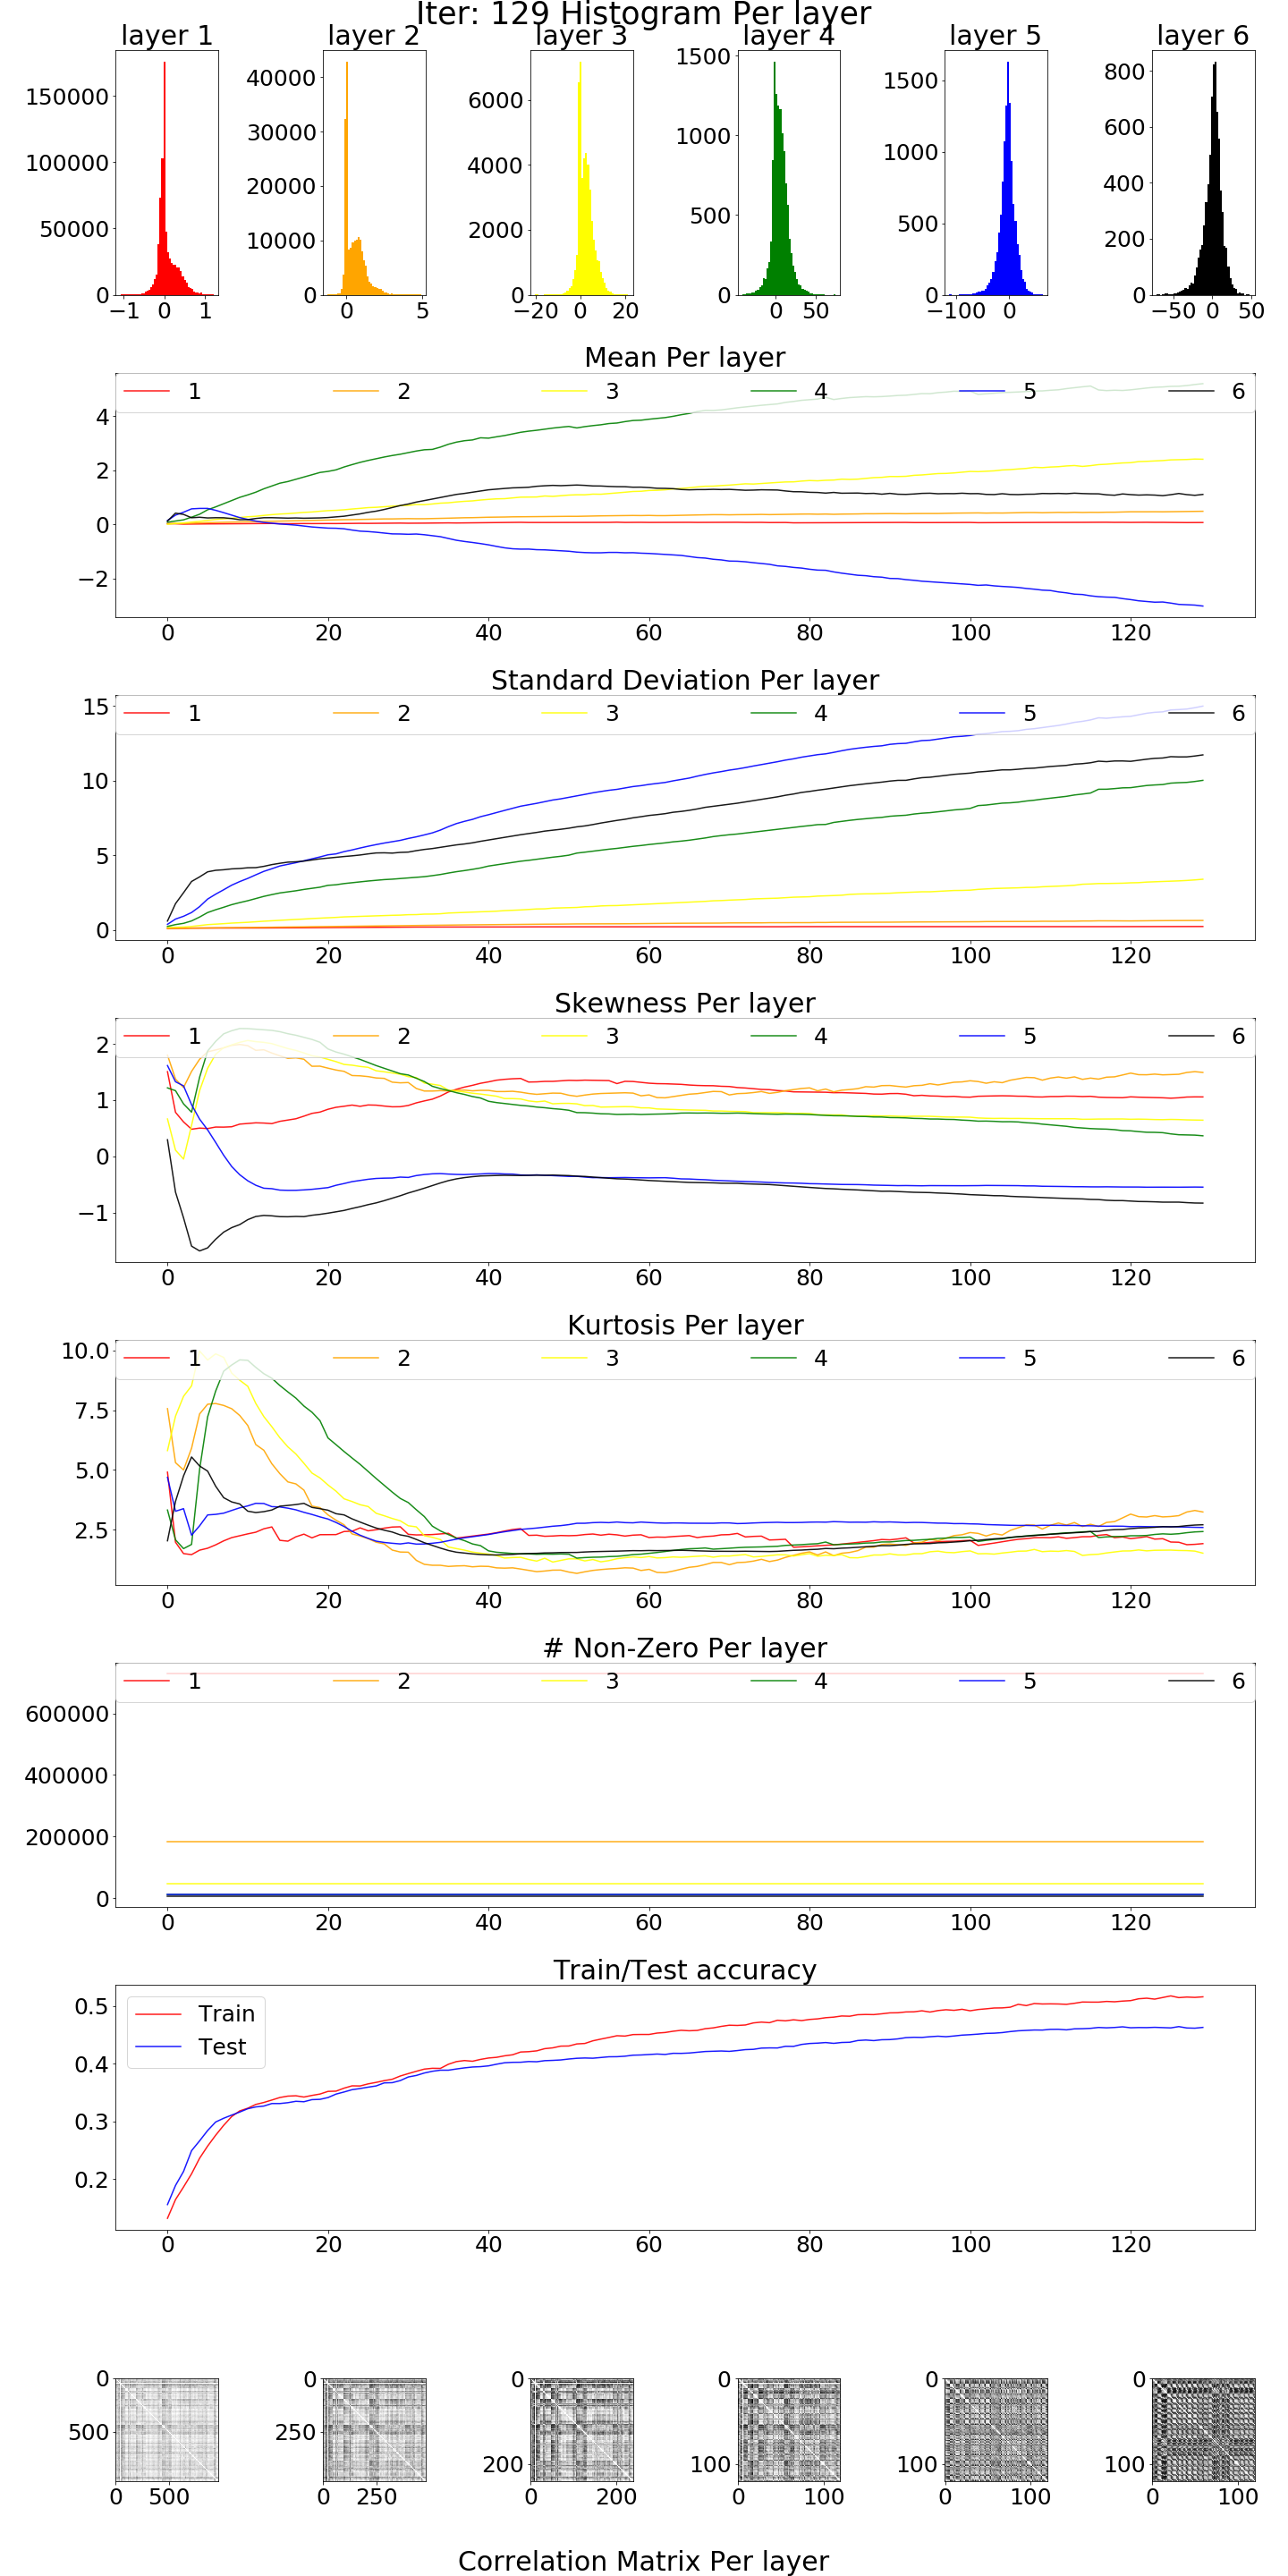 Iter: 129 Histogram Per layer
layer 1 layer 2 layer 3 layer 4 layer 5 layer 6
150000 100000 50000 0
−1 0 1
40000 30000 20000 10000 0
0 5
6000 4000 2000 0
−20 0 20
1500 1000 500 0
0 50
1500 1000 500 0
−100 0
800 600 400 200 0
−50 0 50
Mean Per layer
1 2 3 4 5 6
4
2
0
−2
0 20 40 60 80 100 120
Standard Deviation Per layer
1 2 3 4 5 6
15
10
5
0
0 20 40 60 80 100 120
Skewness Per layer
1 2 3 4 5 6
2
1
0
−1
0 20 40 60 80 100 120
Kurtosis Per layer
1 2 3 4 5 6
10.0
7.5
5.0
2.5
0 20 40 60 80 100 120
# Non-Zero Per layer
1 2 3 4 5 6
600000
400000
200000
0
0 20 40 60 80 100 120
Train/Test accuracy
Train
Test
0.5
0.4
0.3
0.2
0 20 40 60 80 100 120
0 500
0 500
0 250
0 250
0 200
0 200
0 100
0 100
0 100
0 100
0 100
0 100
Correlation Matrix Per layer